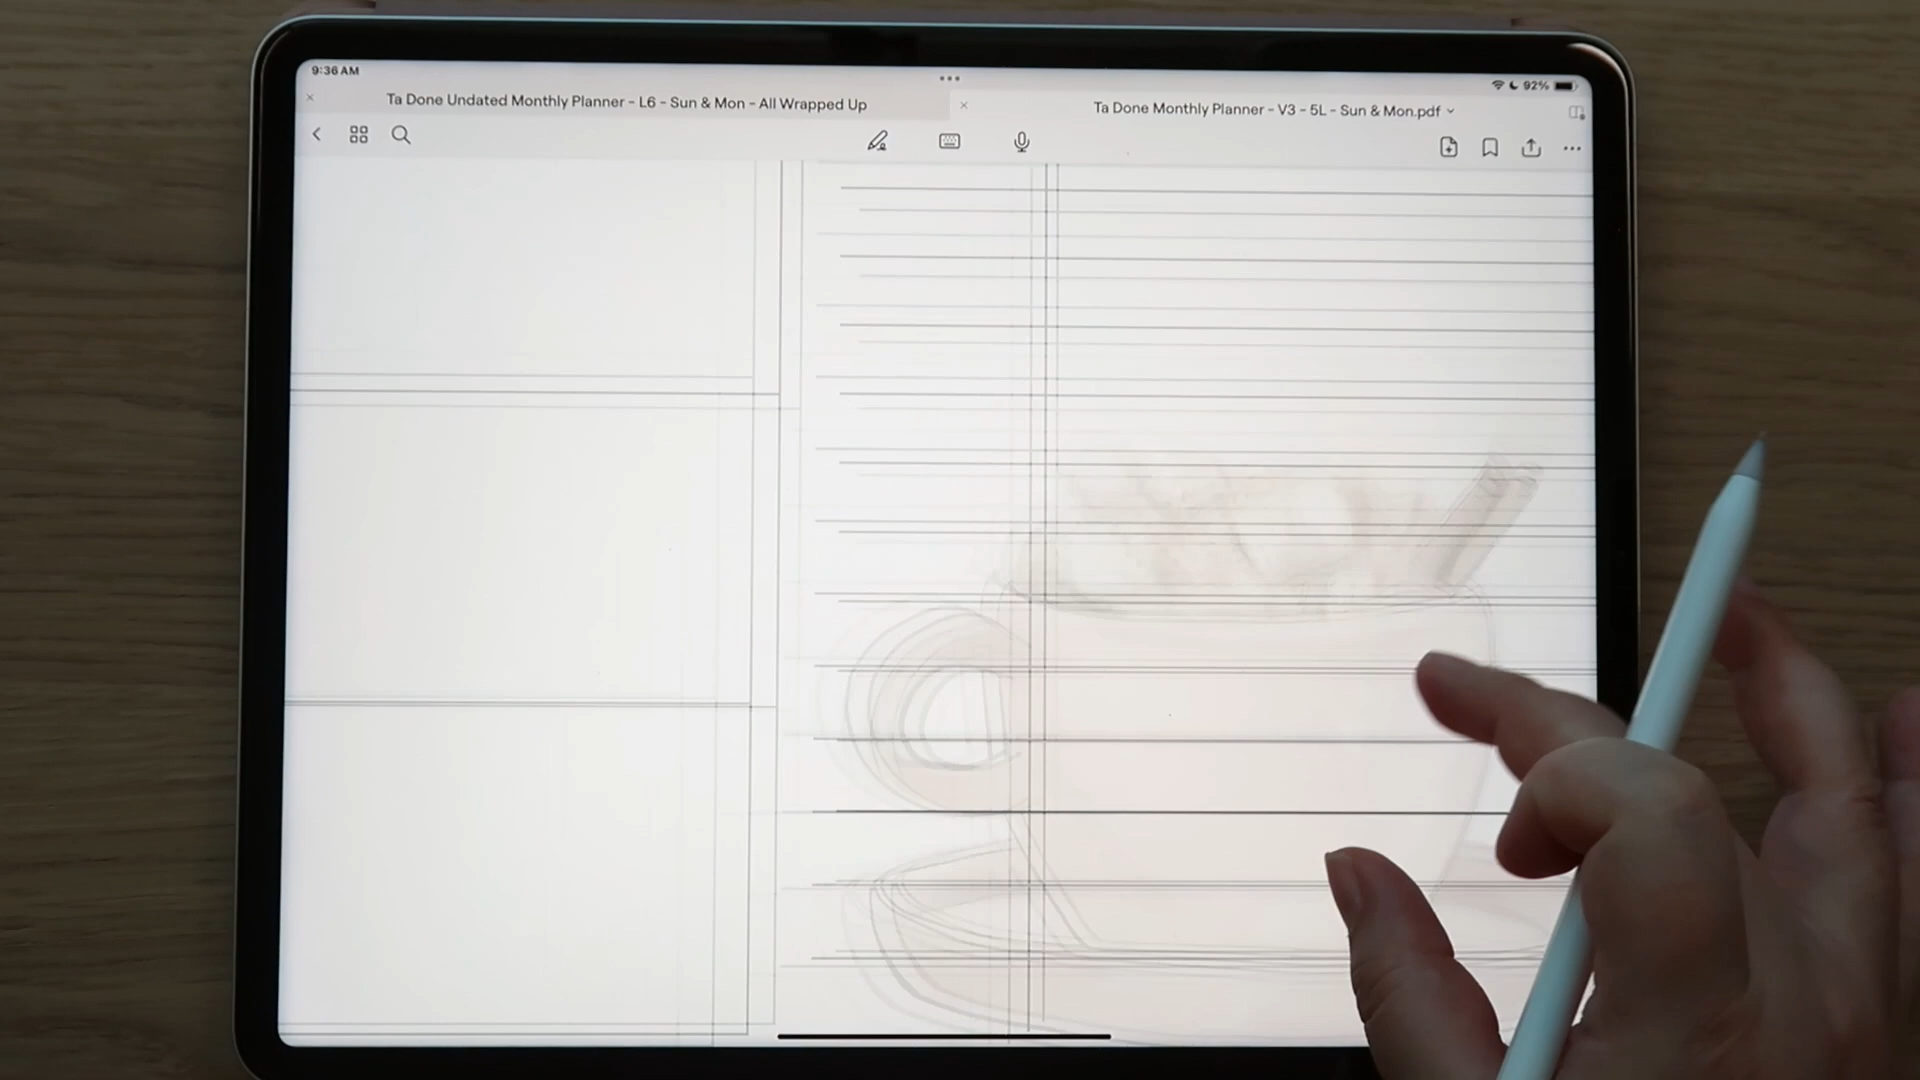 9:36 AM
92%
Ta Done Undated Monthly Planner - L6 - Sun & Mon - All Wrapped Up
Ta Done Monthly Planner - V3 - 5L - Sun & Mon.pdf